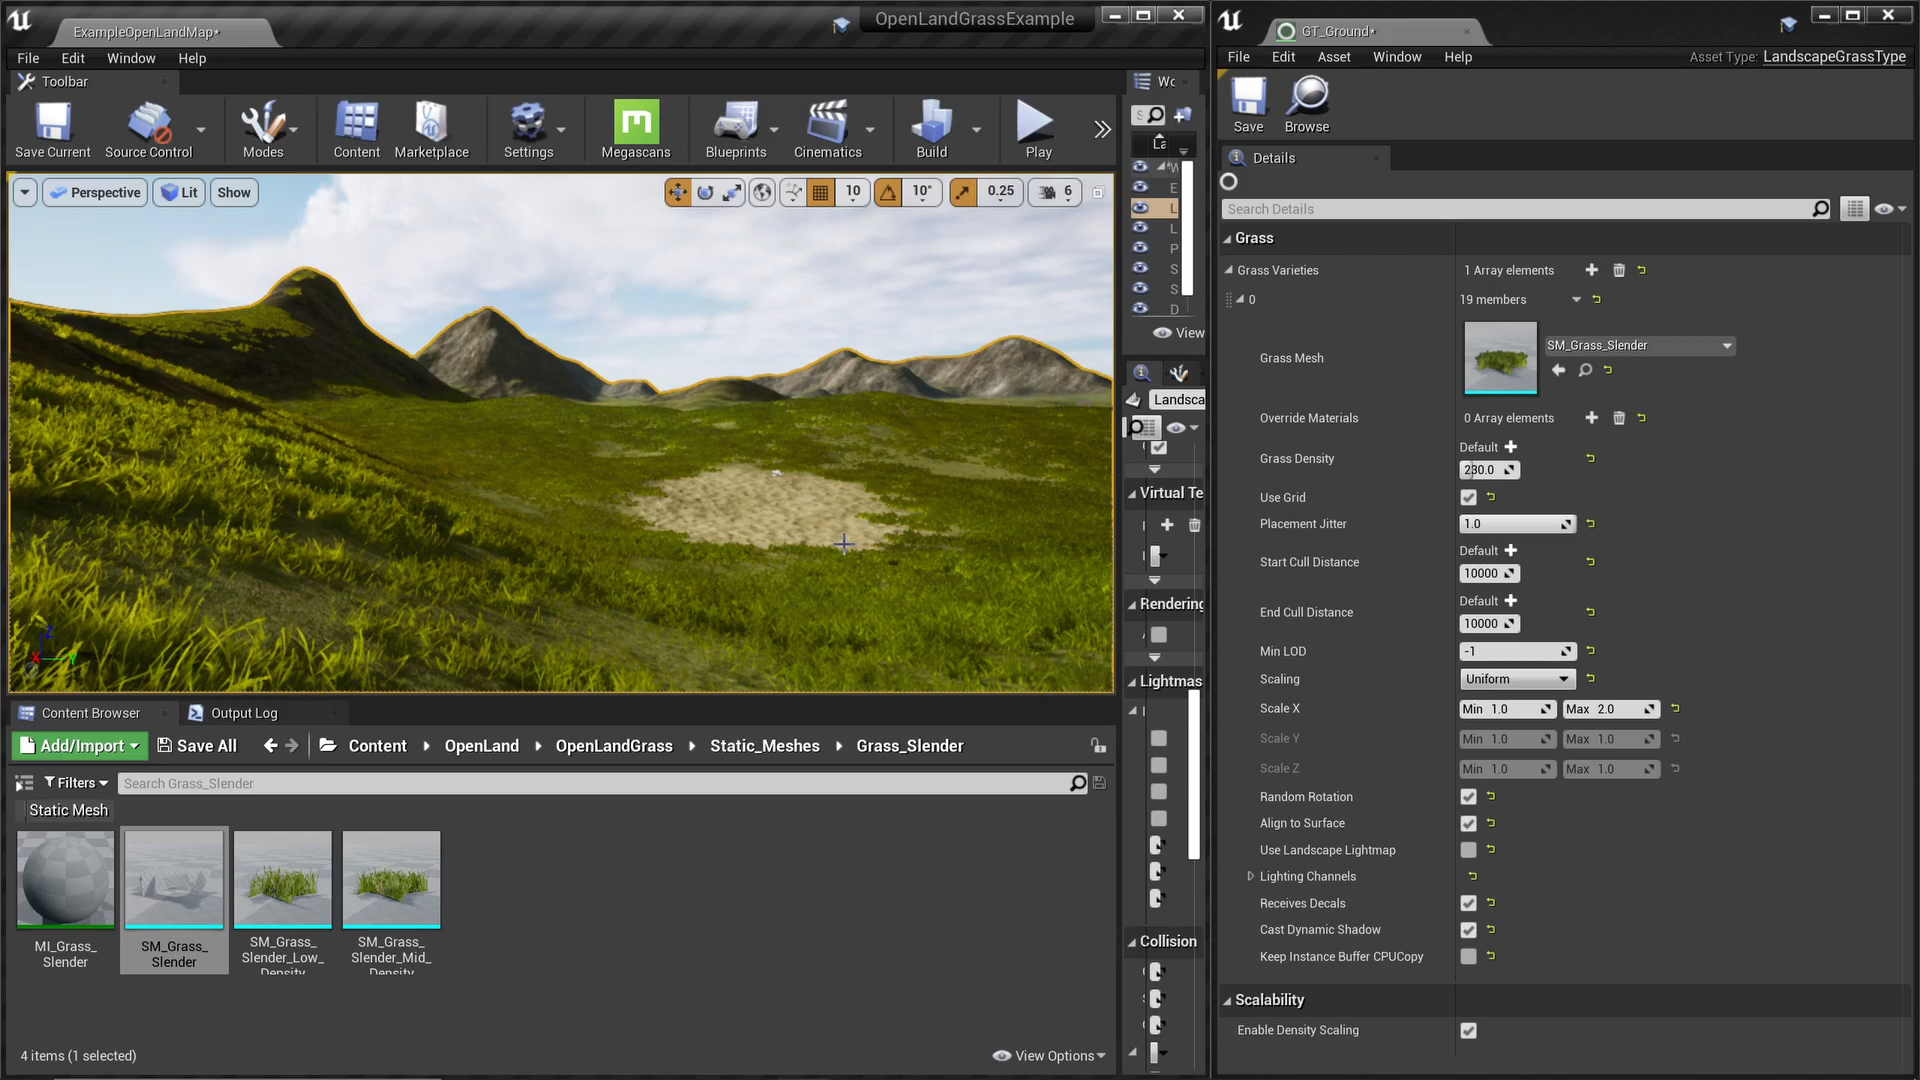 ExampleOpenLandMap*
OpenLandGrassExample
File Edit Window Help
Toolbar
Save Current Source Control Modes Content Marketplace Settings Megascans Blueprints Cinematics Build Play
Perspective Lit Show 10 10° 0.25 6
Wc
S
La
W
E
L
L
P
S
S
D
View
Landsca
Virtual Te
Rendering
Lightmas
Collision
Content Browser Output Log
Add/Import Save All Content OpenLand OpenLandGrass Static_Meshes Grass_Slender
Filters Search Grass_Slender
Static Mesh
MI_Grass_
Slender
SM_Grass_
Slender
SM_Grass_
Slender_Low_
Density
SM_Grass_
Slender_Mid_
Density
4 items (1 selected) View Options
GT_Ground*
File Edit Asset Window Help Asset Type: LandscapeGrassType
Save Browse
Details
Search Details
Grass
Grass Varieties 1 Array elements
0 19 members
Grass Mesh SM_Grass_Slender
Override Materials 0 Array elements
Grass Density Default
230.0
Use Grid
Placement Jitter 1.0
Start Cull Distance Default
10000
End Cull Distance Default
10000
Min LOD -1
Scaling Uniform
Scale X Min 1.0 Max 2.0
Scale Y Min 1.0 Max 1.0
Scale Z Min 1.0 Max 1.0
Random Rotation
Align to Surface
Use Landscape Lightmap
Lighting Channels
Receives Decals
Cast Dynamic Shadow
Keep Instance Buffer CPUCopy
Scalability
Enable Density Scaling